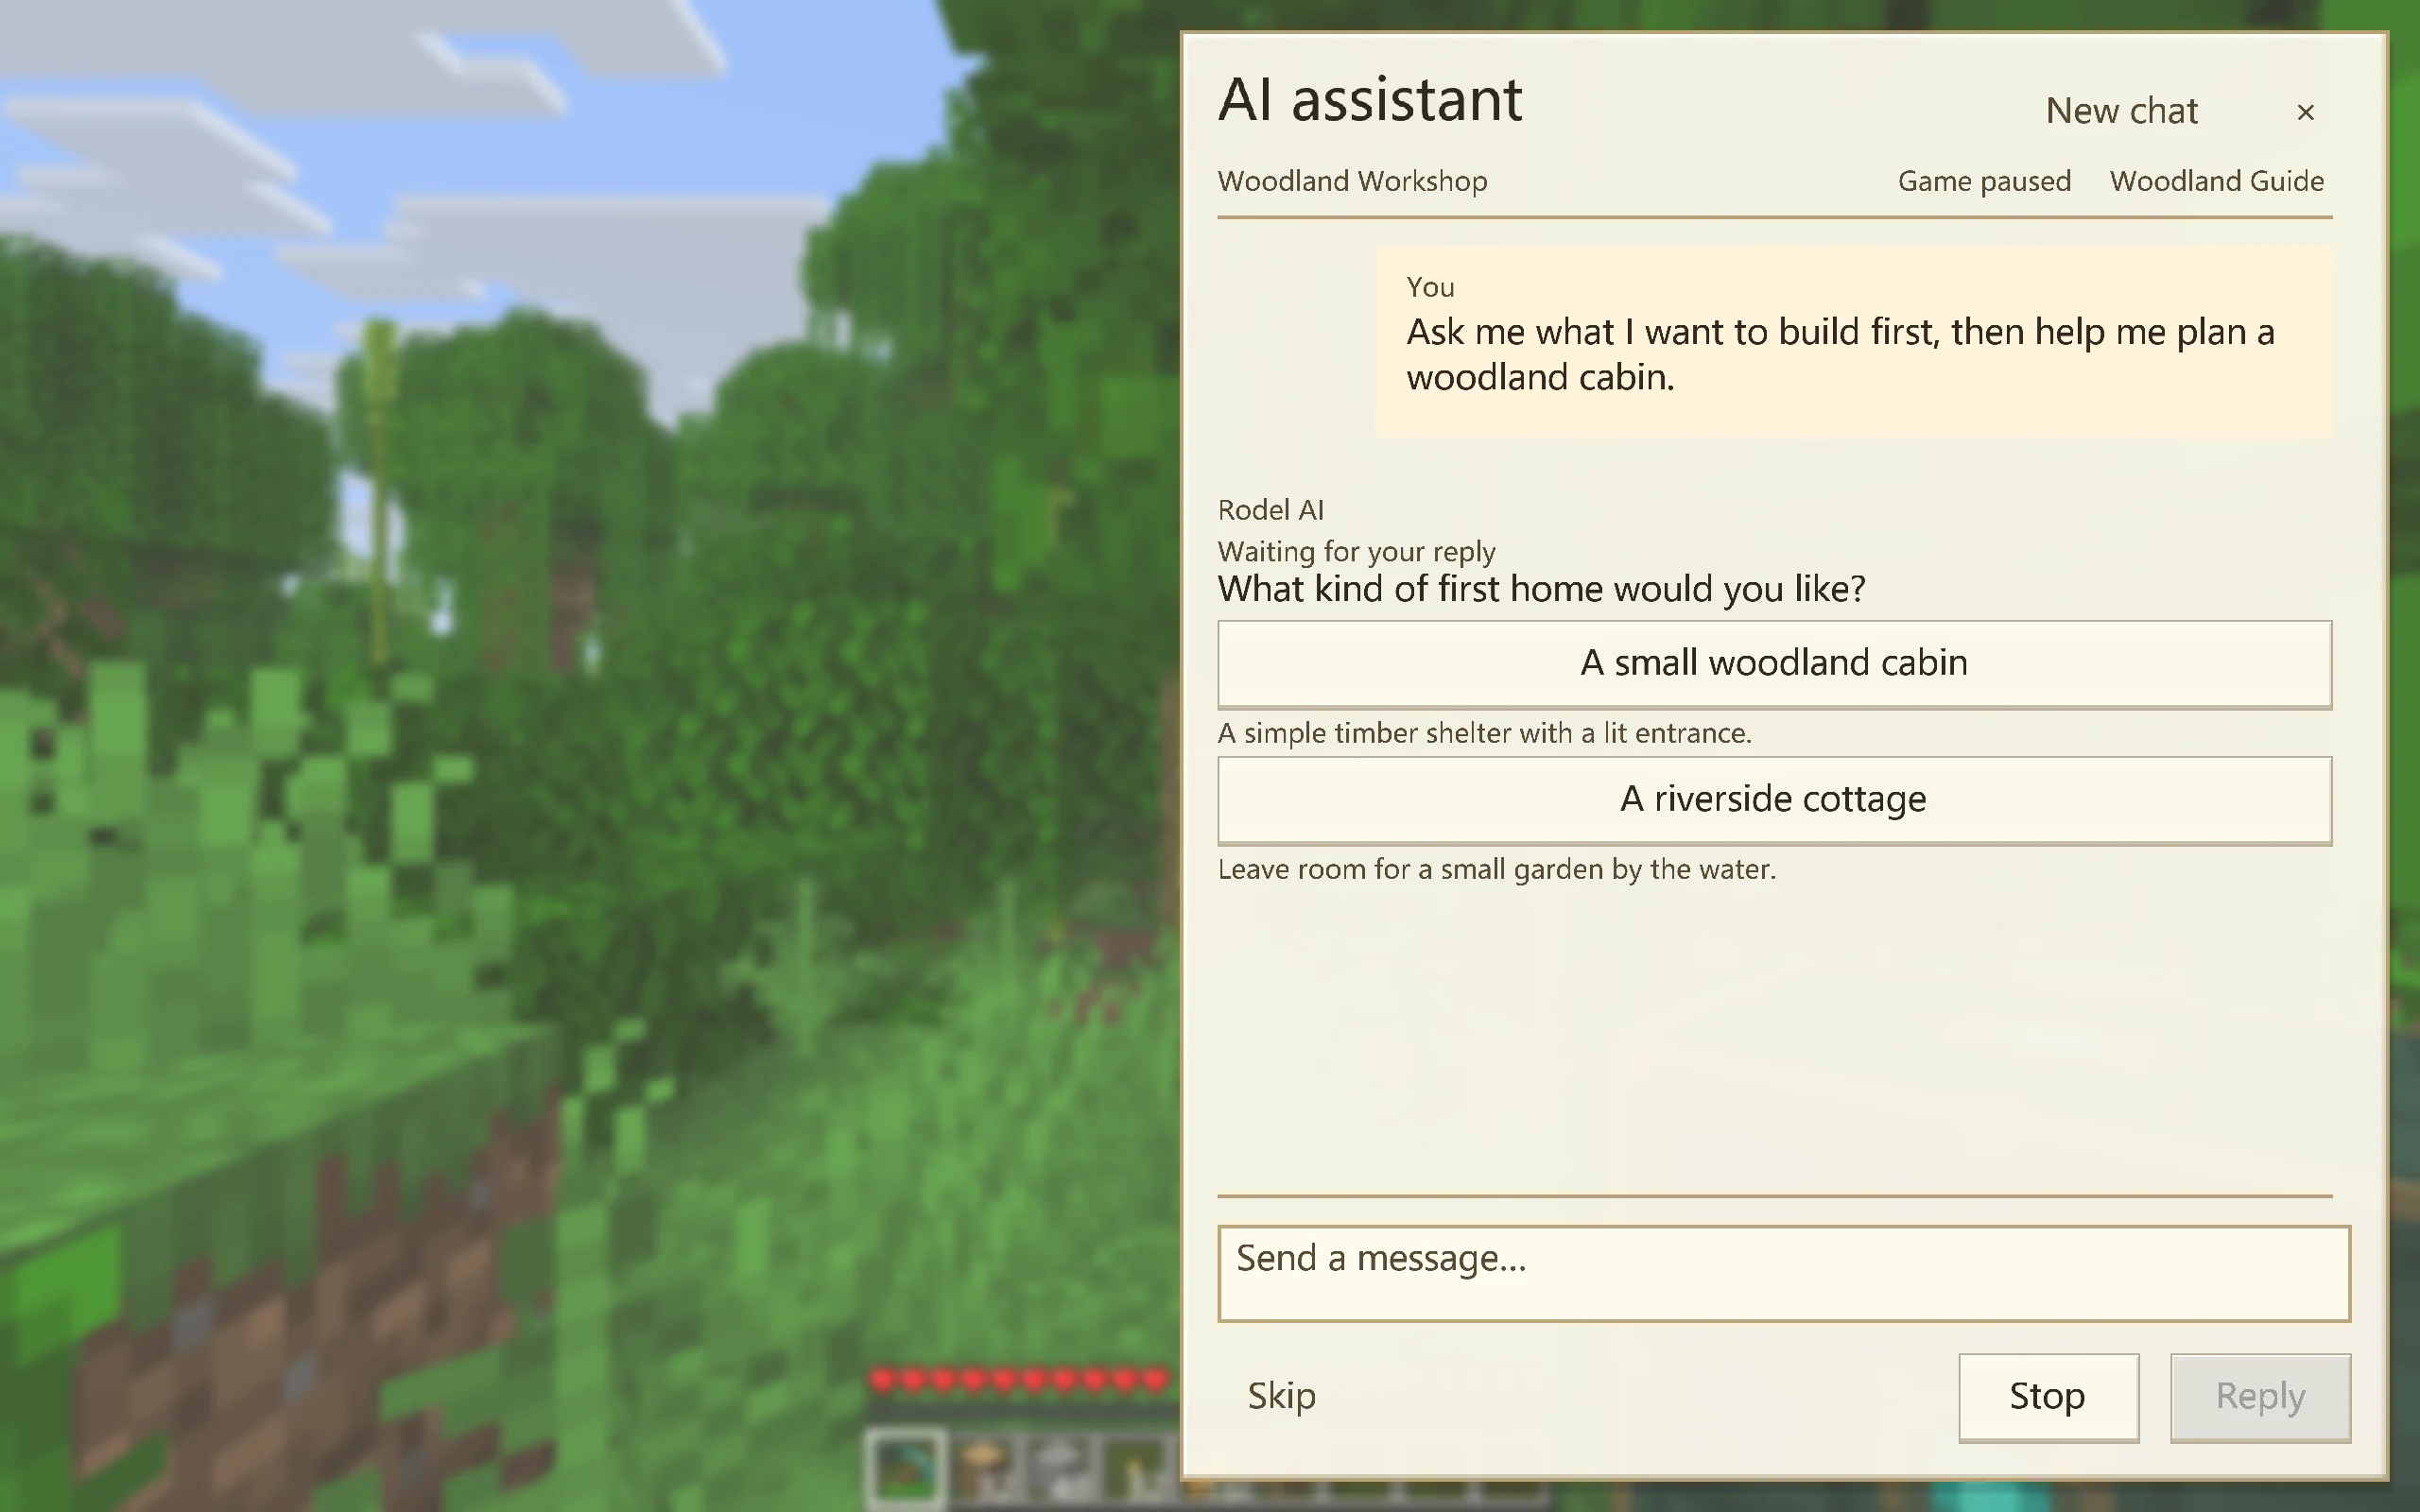 AI assistant
New chat ×
Woodland Workshop
Game paused Woodland Guide
You
Ask me what I want to build first, then help me plan a
woodland cabin.
Rodel AI
Waiting for your reply
What kind of first home would you like?
A small woodland cabin
A simple timber shelter with a lit entrance.
A riverside cottage
Leave room for a small garden by the water.
Send a message...
Skip
Stop
Reply